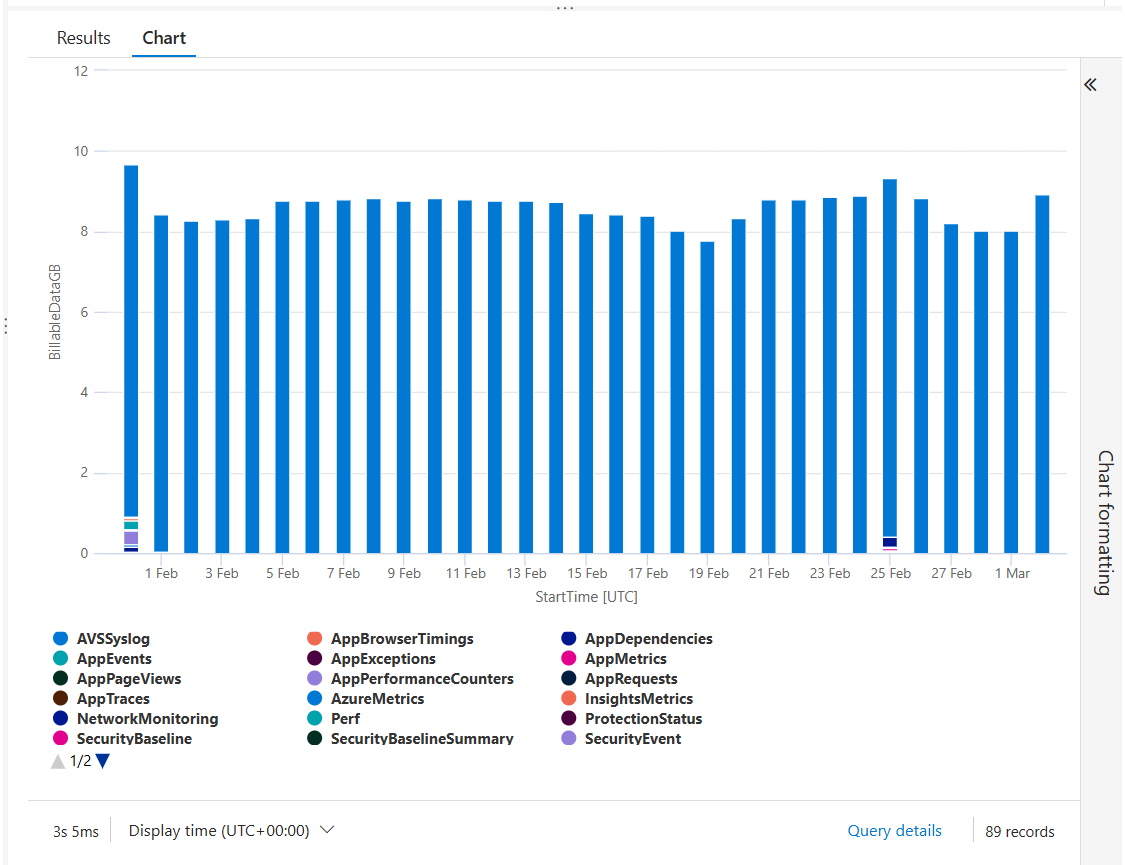 Results Chart
12
10
8
6
4
2
0
BillableDataGB
1 Feb 3 Feb 5 Feb 7 Feb 9 Feb 11 Feb 13 Feb 15 Feb 17 Feb 19 Feb 21 Feb 23 Feb 25 Feb 27 Feb 1 Mar
StartTime [UTC]
AVSSyslog AppBrowserTimings AppDependencies
AppEvents AppExceptions AppMetrics
AppPageViews AppPerformanceCounters AppRequests
AppTraces AzureMetrics InsightsMetrics
NetworkMonitoring Perf ProtectionStatus
SecurityBaseline SecurityBaselineSummary SecurityEvent
1/2
Chart formatting
3s 5ms Display time (UTC+00:00) Query details 89 records